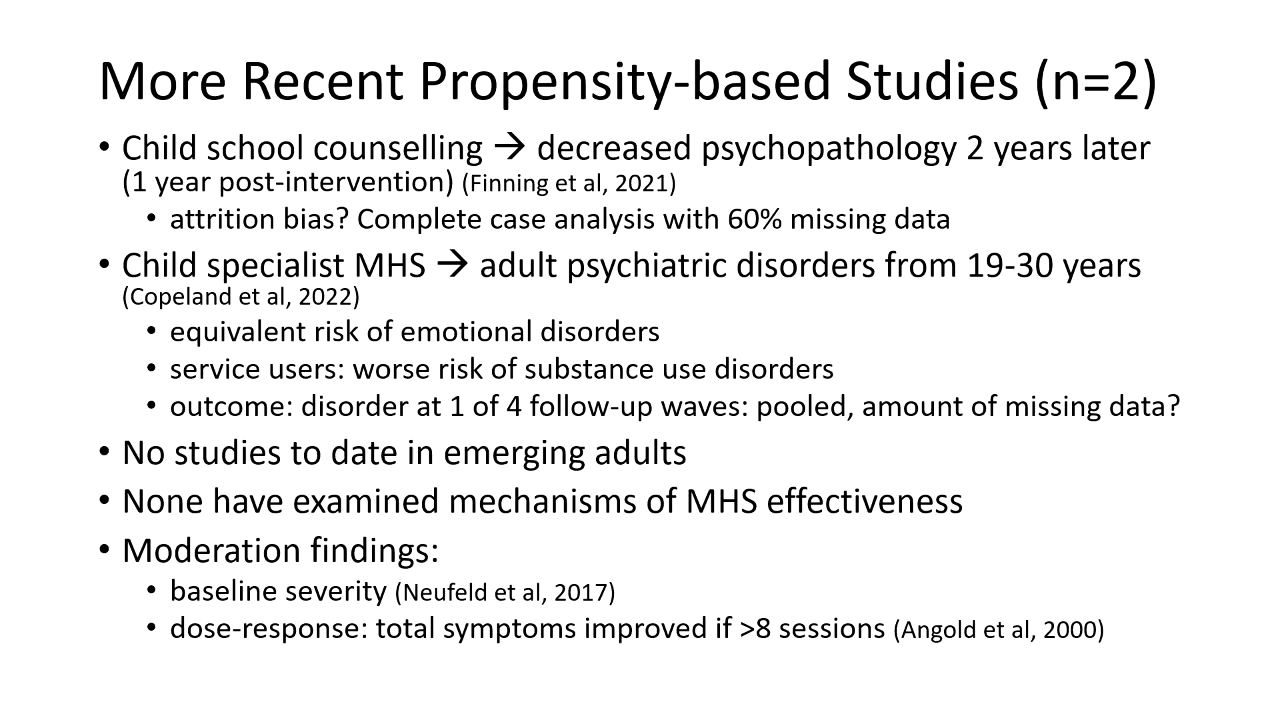 More Recent Propensity-based Studies (n=2)
• Child school counselling → decreased psychopathology 2 years later
(1 year post-intervention) (Finning et al, 2021)
• attrition bias? Complete case analysis with 60% missing data
• Child specialist MHS → adult psychiatric disorders from 19-30 years
(Copeland et al, 2022)
• equivalent risk of emotional disorders
• service users: worse risk of substance use disorders
• outcome: disorder at 1 of 4 follow-up waves: pooled, amount of missing data?
• No studies to date in emerging adults
• None have examined mechanisms of MHS effectiveness
• Moderation findings:
• baseline severity (Neufeld et al, 2017)
• dose-response: total symptoms improved if >8 sessions (Angold et al, 2000)